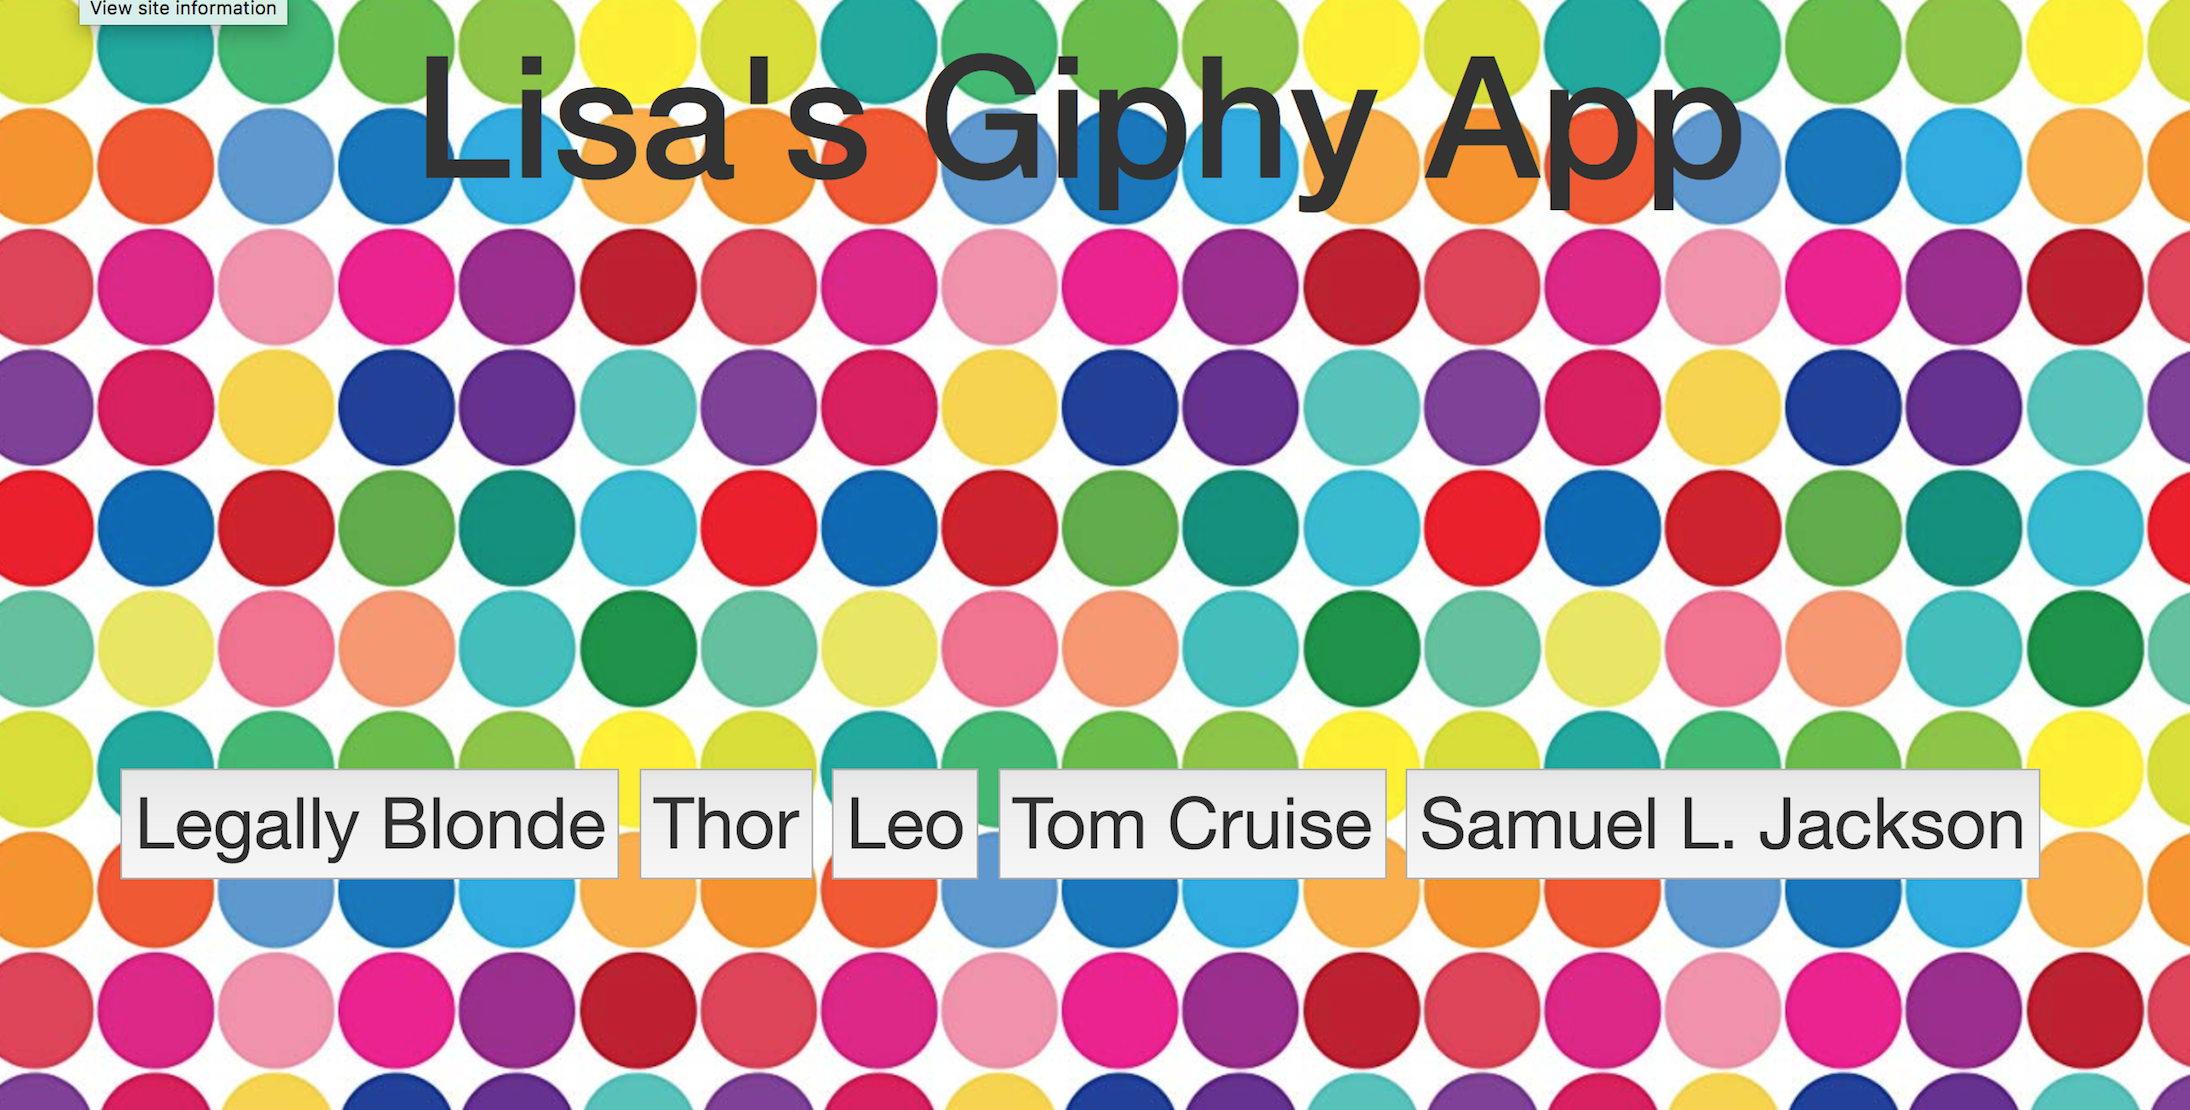 View site information
Lisa's Giphy App
Legally Blonde Thor Leo Tom Cruise Samuel L. Jackson